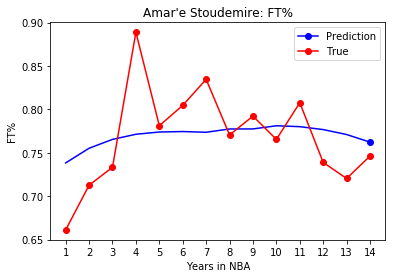 Amar'e Stoudemire: FT%
Prediction
True
FT%
0.90
0.85
0.80
0.75
0.70
0.65
1 2 3 4 5 6 7 8 9 10 11 12 13 14
Years in NBA